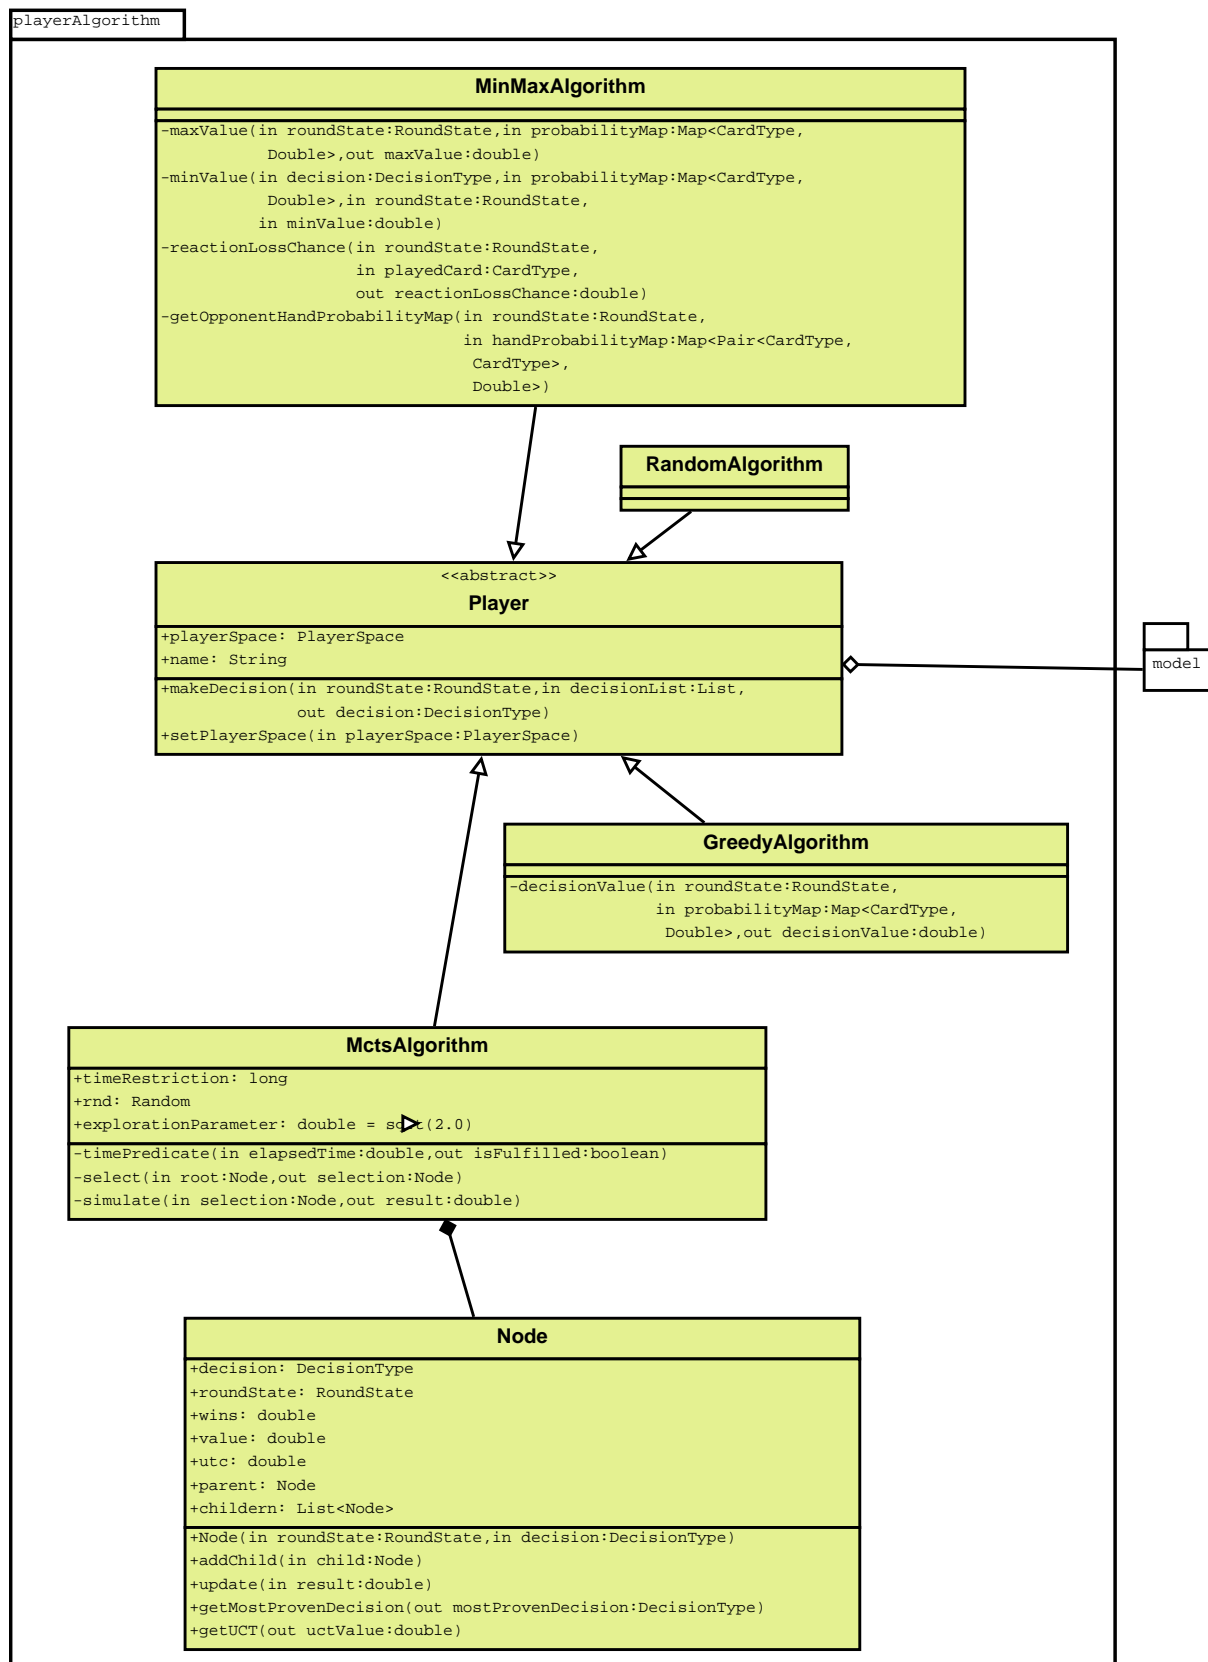 playerAlgorithm
MinMaxAlgorithm
-maxValue(in roundState:RoundState,in probabilityMap:Map<CardType,
Double>,out maxValue:double)
-minValue(in decision:DecisionType,in probabilityMap:Map<CardType,
Double>,in roundState:RoundState,
in minValue:double)
-reactionLossChance(in roundState:RoundState,
in playedCard:CardType,
out reactionLossChance:double)
-getOpponentHandProbabilityMap(in roundState:RoundState,
in handProbabilityMap:Map<Pair<CardType,
CardType>,
Double>)
RandomAlgorithm
<<abstract>>
Player
+playerSpace: PlayerSpace
+name: String
+makeDecision(in roundState:RoundState,in decisionList:List,
out decision:DecisionType)
+setPlayerSpace(in playerSpace:PlayerSpace)
model
GreedyAlgorithm
-decisionValue(in roundState:RoundState,
in probabilityMap:Map<CardType,
Double>,out decisionValue:double)
MctsAlgorithm
+timeRestriction: long
+rnd: Random
+explorationParameter: double =
-timePredicate(in elapsedTime:double,out isFulfilled:boolean)
-select(in root:Node,out selection:Node)
-simulate(in selection:Node,out result:double)
Node
+decision: DecisionType
+roundState: RoundState
+wins: double
+value: double
+utc: double
+parent: Node
+childern: List<Node>
+Node(in roundState:RoundState,in decision:DecisionType)
+addChild(in child:Node)
+update(in result:double)
+getMostProvenDecision(out mostProvenDecision:DecisionType)
+getUCT(out uctValue:double)